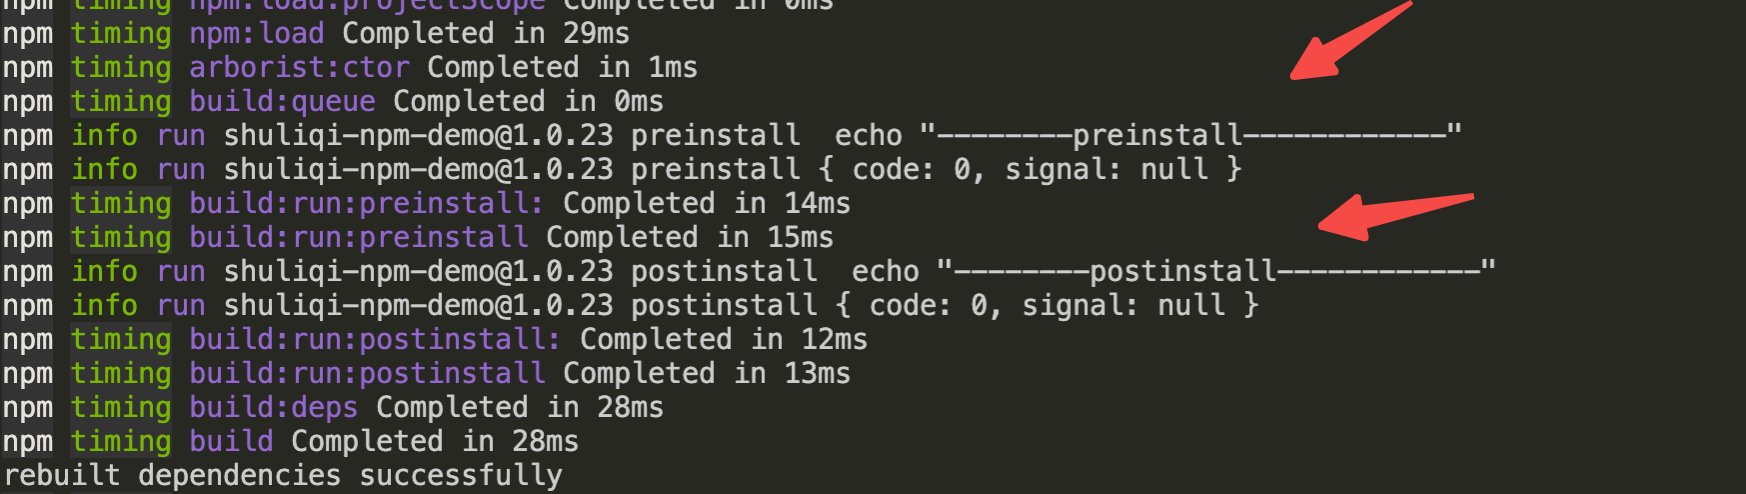 npm timing npm:load:projectScope Completed in 0ms
npm timing npm:load Completed in 29ms
npm timing arborist:ctor Completed in 1ms
npm timing build:queue Completed in 0ms
npm info run shuliqi-npm-demo@1.0.23 preinstall  echo "--------preinstall------------"
npm info run shuliqi-npm-demo@1.0.23 preinstall { code: 0, signal: null }
npm timing build:run:preinstall: Completed in 14ms
npm timing build:run:preinstall Completed in 15ms
npm info run shuliqi-npm-demo@1.0.23 postinstall  echo "--------postinstall------------"
npm info run shuliqi-npm-demo@1.0.23 postinstall { code: 0, signal: null }
npm timing build:run:postinstall: Completed in 12ms
npm timing build:run:postinstall Completed in 13ms
npm timing build:deps Completed in 28ms
npm timing build Completed in 28ms
rebuilt dependencies successfully